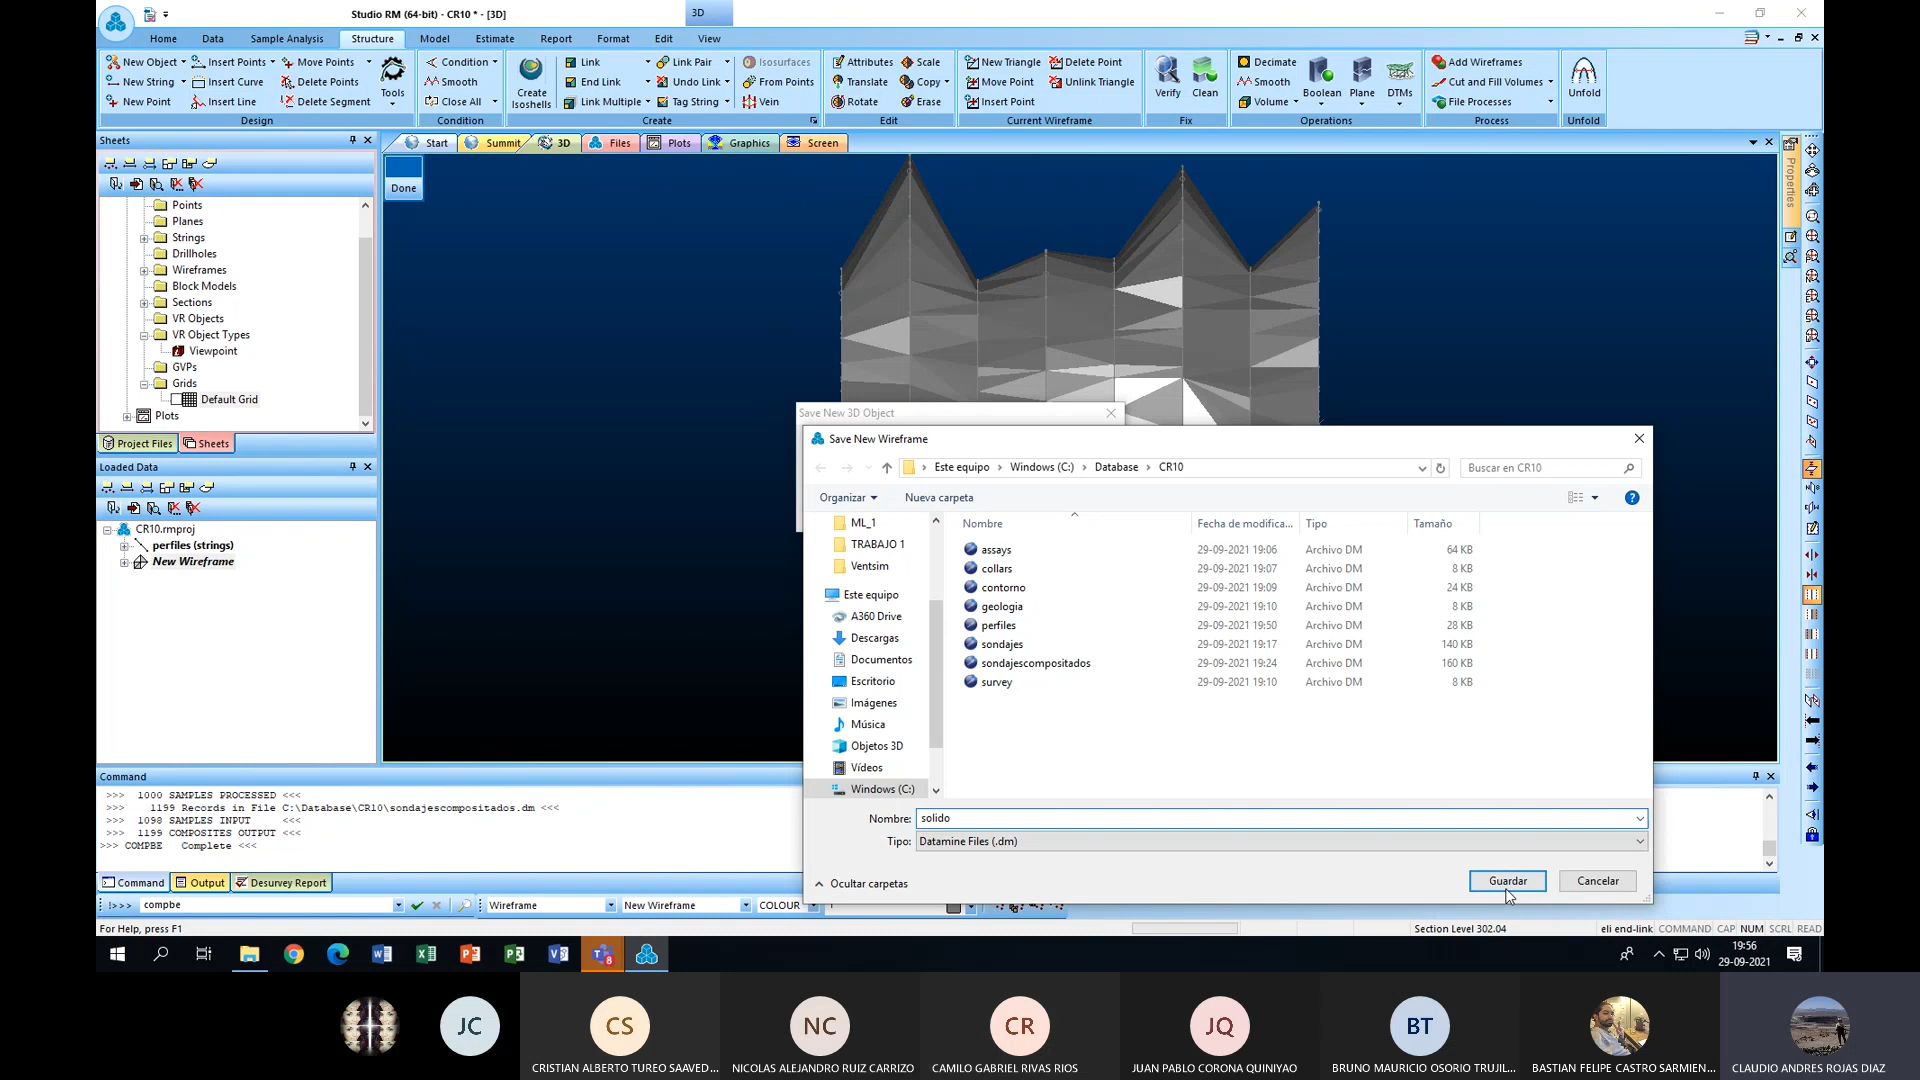 Studio RM (64-bit) - CR10 * - [3D]
3D
Home Data Sample Analysis Structure Model Estimate Report Format Edit View
New Object Insert Points Move Points
New String Insert Curve Delete Points
New Point Insert Line Delete Segment
Tools
Design
Condition
Smooth
Close All
Condition
Create Isoshells
Link Link Pair Isosurfaces
End Link Undo Link From Points
Link Multiple Tag String Vein
Create
Attributes Scale
Translate Copy
Rotate Erase
Edit
New Triangle Delete Point
Move Point Unlink Triangle
Insert Point
Current Wireframe
Verify Clean
Fix
Decimate
Smooth
Volume
Boolean Plane DTMs
Operations
Add Wireframes
Cut and Fill Volumes
File Processes
Process
Unfold
Unfold
Sheets
Start Summit 3D Files Plots Graphics Screen
Done
Properties
Points
Planes
Strings
Drillholes
Wireframes
Block Models
Sections
VR Objects
VR Object Types
Viewpoint
GVPs
Grids
Default Grid
Plots
Project Files Sheets
Loaded Data
CR10.rmproj
perfiles (strings)
New Wireframe
Save New 3D Object
Save New Wireframe
Este equipo Windows (C:) Database CR10
Buscar en CR10
Organizar Nueva carpeta
ML_1
TRABAJO 1
Ventsim
Este equipo
A360 Drive
Descargas
Documentos
Escritorio
Imágenes
Música
Objetos 3D
Vídeos
Windows (C:)
Nombre Fecha de modifica... Tipo Tamaño
assays 29-09-2021 19:06 Archivo DM 64 KB
collars 29-09-2021 19:07 Archivo DM 8 KB
contorno 29-09-2021 19:09 Archivo DM 24 KB
geologia 29-09-2021 19:10 Archivo DM 8 KB
perfiles 29-09-2021 19:50 Archivo DM 28 KB
sondajes 29-09-2021 19:17 Archivo DM 140 KB
sondajescompositados 29-09-2021 19:24 Archivo DM 160 KB
survey 29-09-2021 19:10 Archivo DM 8 KB
Nombre: solido
Tipo: Datamine Files (.dm)
Ocultar carpetas
Guardar Cancelar
Command
>>> 1000 SAMPLES PROCESSED <<<
>>> 1199 Records in File C:\Database\CR10\sondajescompositados.dm <<<
>>> 1098 SAMPLES INPUT <<<
>>> 1199 COMPOSITES OUTPUT <<<
>>> COMPBE Complete <<<
Command Output Desurvey Report
!>>> compbe
Wireframe New Wireframe COLOUR
For Help, press F1
Section Level 302.04 eli end-link COMMAND CAP NUM SCRL READ
19:56
29-09-2021
JC CS NC CR JQ BT
CRISTIAN ALBERTO TUREO SAAVED... NICOLAS ALEJANDRO RUIZ CARRIZO CAMILO GABRIEL RIVAS RIOS JUAN PABLO CORONA QUINIYAO BRUNO MAURICIO OSORIO TRUJIL... BASTIAN FELIPE CASTRO SARMIEN... CLAUDIO ANDRES ROJAS DIAZ